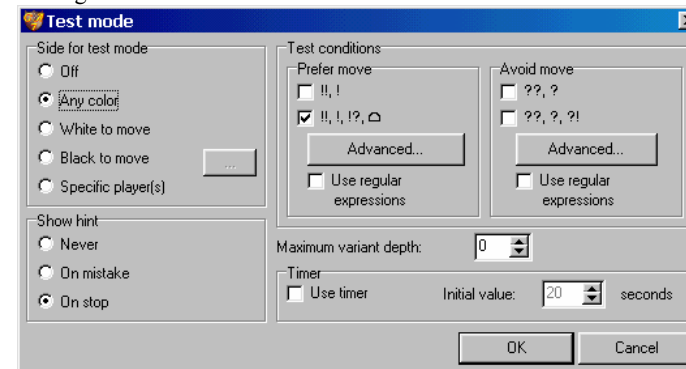 Test mode
Side for test mode
Off
Any color
White to move
Black to move
...
Specific player(s)
Show hint
Never
On mistake
On stop
Test conditions
Prefer move
!!, !
!!, !, !?, ⌓
Advanced...
Use regular
expressions
Avoid move
??, ?
??, ?, ?!
Advanced...
Use regular
expressions
Maximum variant depth: 0
Timer
Use timer Initial value: 20 seconds
OK Cancel